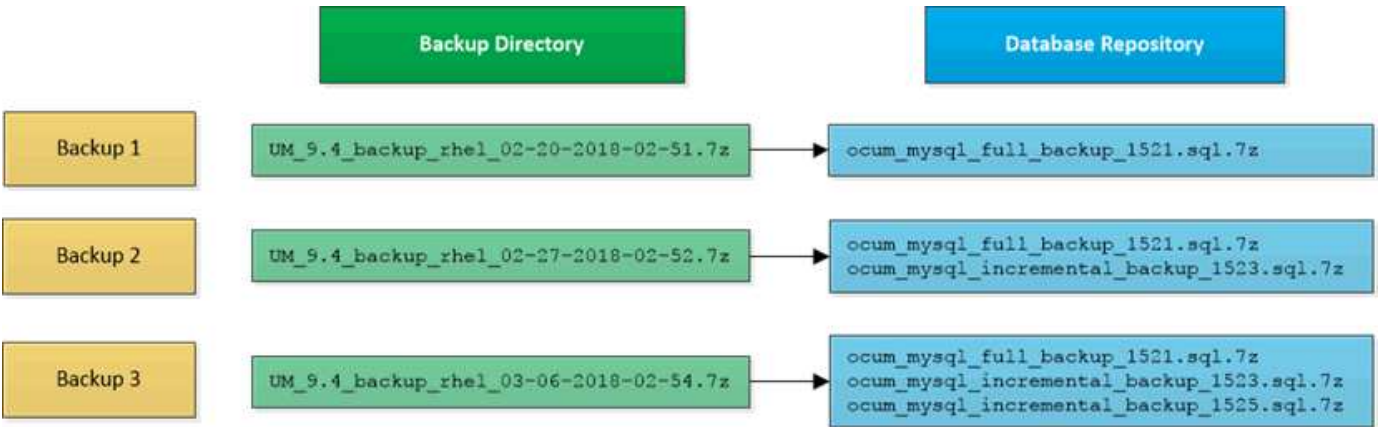 Backup Directory
Database Repository
Backup 1
UM_9.4_backup_rhel_02-20-2018-02-51.7z
ocum_mysql_full_backup_1521.sql.7z
Backup 2
UM_9.4_backup_rhel_02-27-2018-02-52.7z
ocum_mysql_full_backup_1521.sql.7z
ocum_mysql_incremental_backup_1523.sql.7z
Backup 3
UM_9.4_backup_rhel_03-06-2018-02-54.7z
ocum_mysql_full_backup_1521.sql.7z
ocum_mysql_incremental_backup_1523.sql.7z
ocum_mysql_incremental_backup_1525.sql.7z